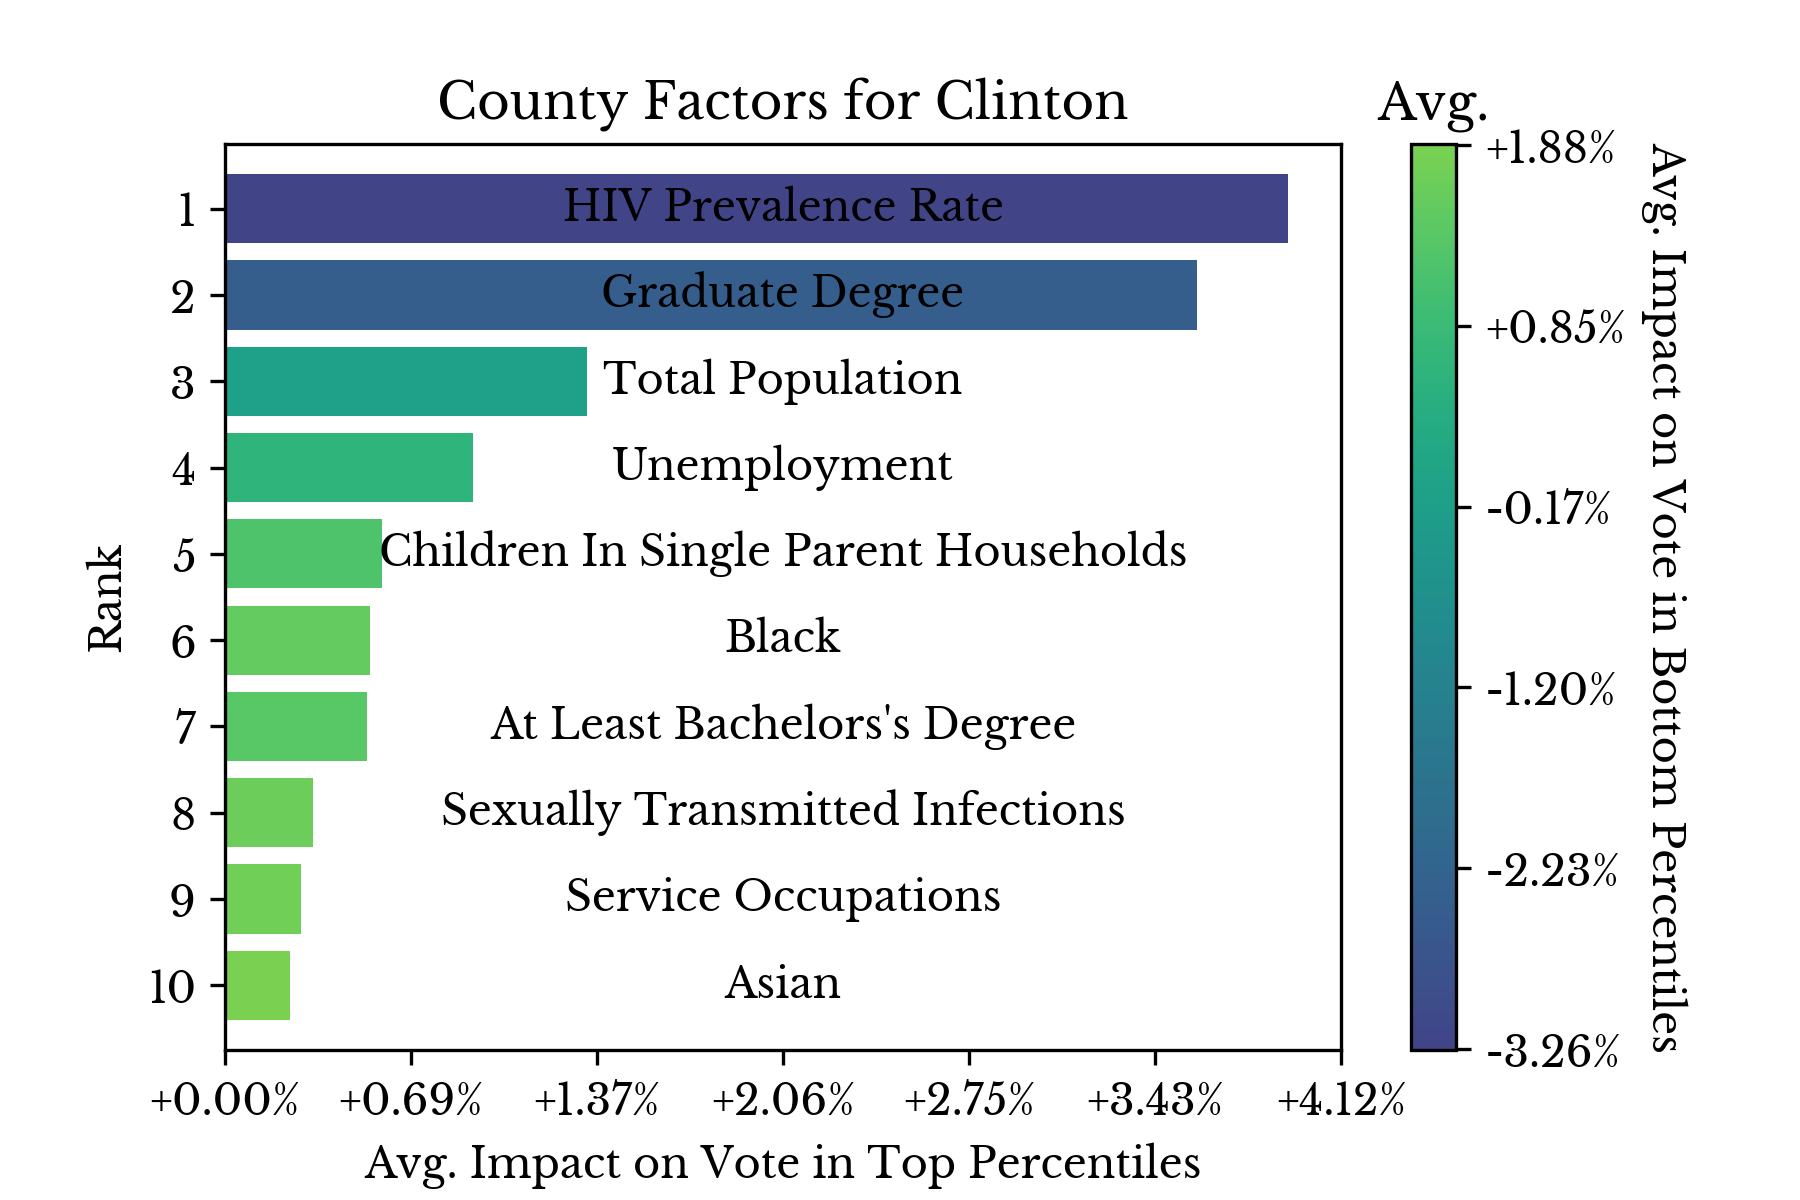 County Factors for Clinton
Avg.
1
HIV Prevalence Rate
2
Graduate Degree
3
Total Population
4
Unemployment
5
Children In Single Parent Households
6
Black
7
At Least Bachelors's Degree
8
Sexually Transmitted Infections
9
Service Occupations
10
Asian
Rank
+0.00% +0.69% +1.37% +2.06% +2.75% +3.43% +4.12%
Avg. Impact on Vote in Top Percentiles
+1.88%
+0.85%
-0.17%
-1.20%
-2.23%
-3.26%
Avg. Impact on Vote in Bottom Percentiles